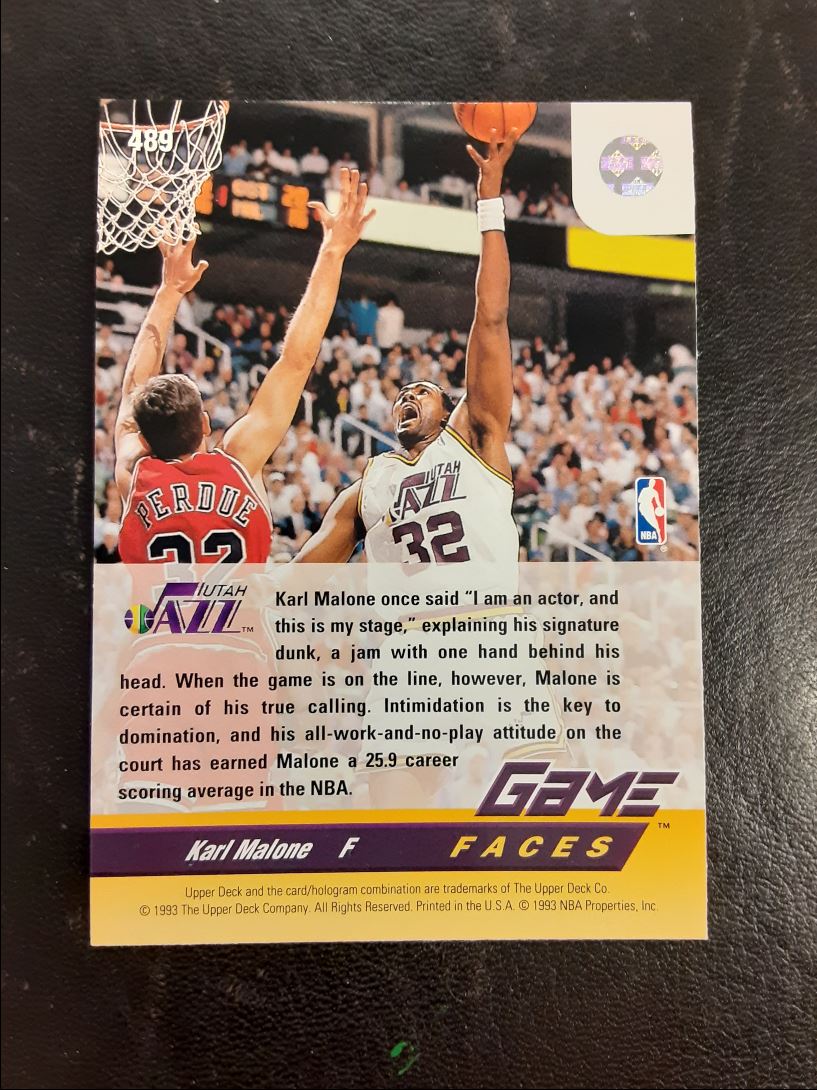 489
PERDUE
32
UTAH
JAZZ
32
NBA
®
UTAH
JAZZ™
Karl Malone once said “I am an actor, and
this is my stage,” explaining his signature
dunk, a jam with one hand behind his
head. When the game is on the line, however, Malone is
certain of his true calling. Intimidation is the key to
domination, and his all-work-and-no-play attitude on the
court has earned Malone a 25.9 career
scoring average in the NBA.
GAME
FACES™
Karl Malone F
Upper Deck and the card/hologram combination are trademarks of The Upper Deck Co.
© 1993 The Upper Deck Company. All Rights Reserved. Printed in the U.S.A. © 1993 NBA Properties, Inc.